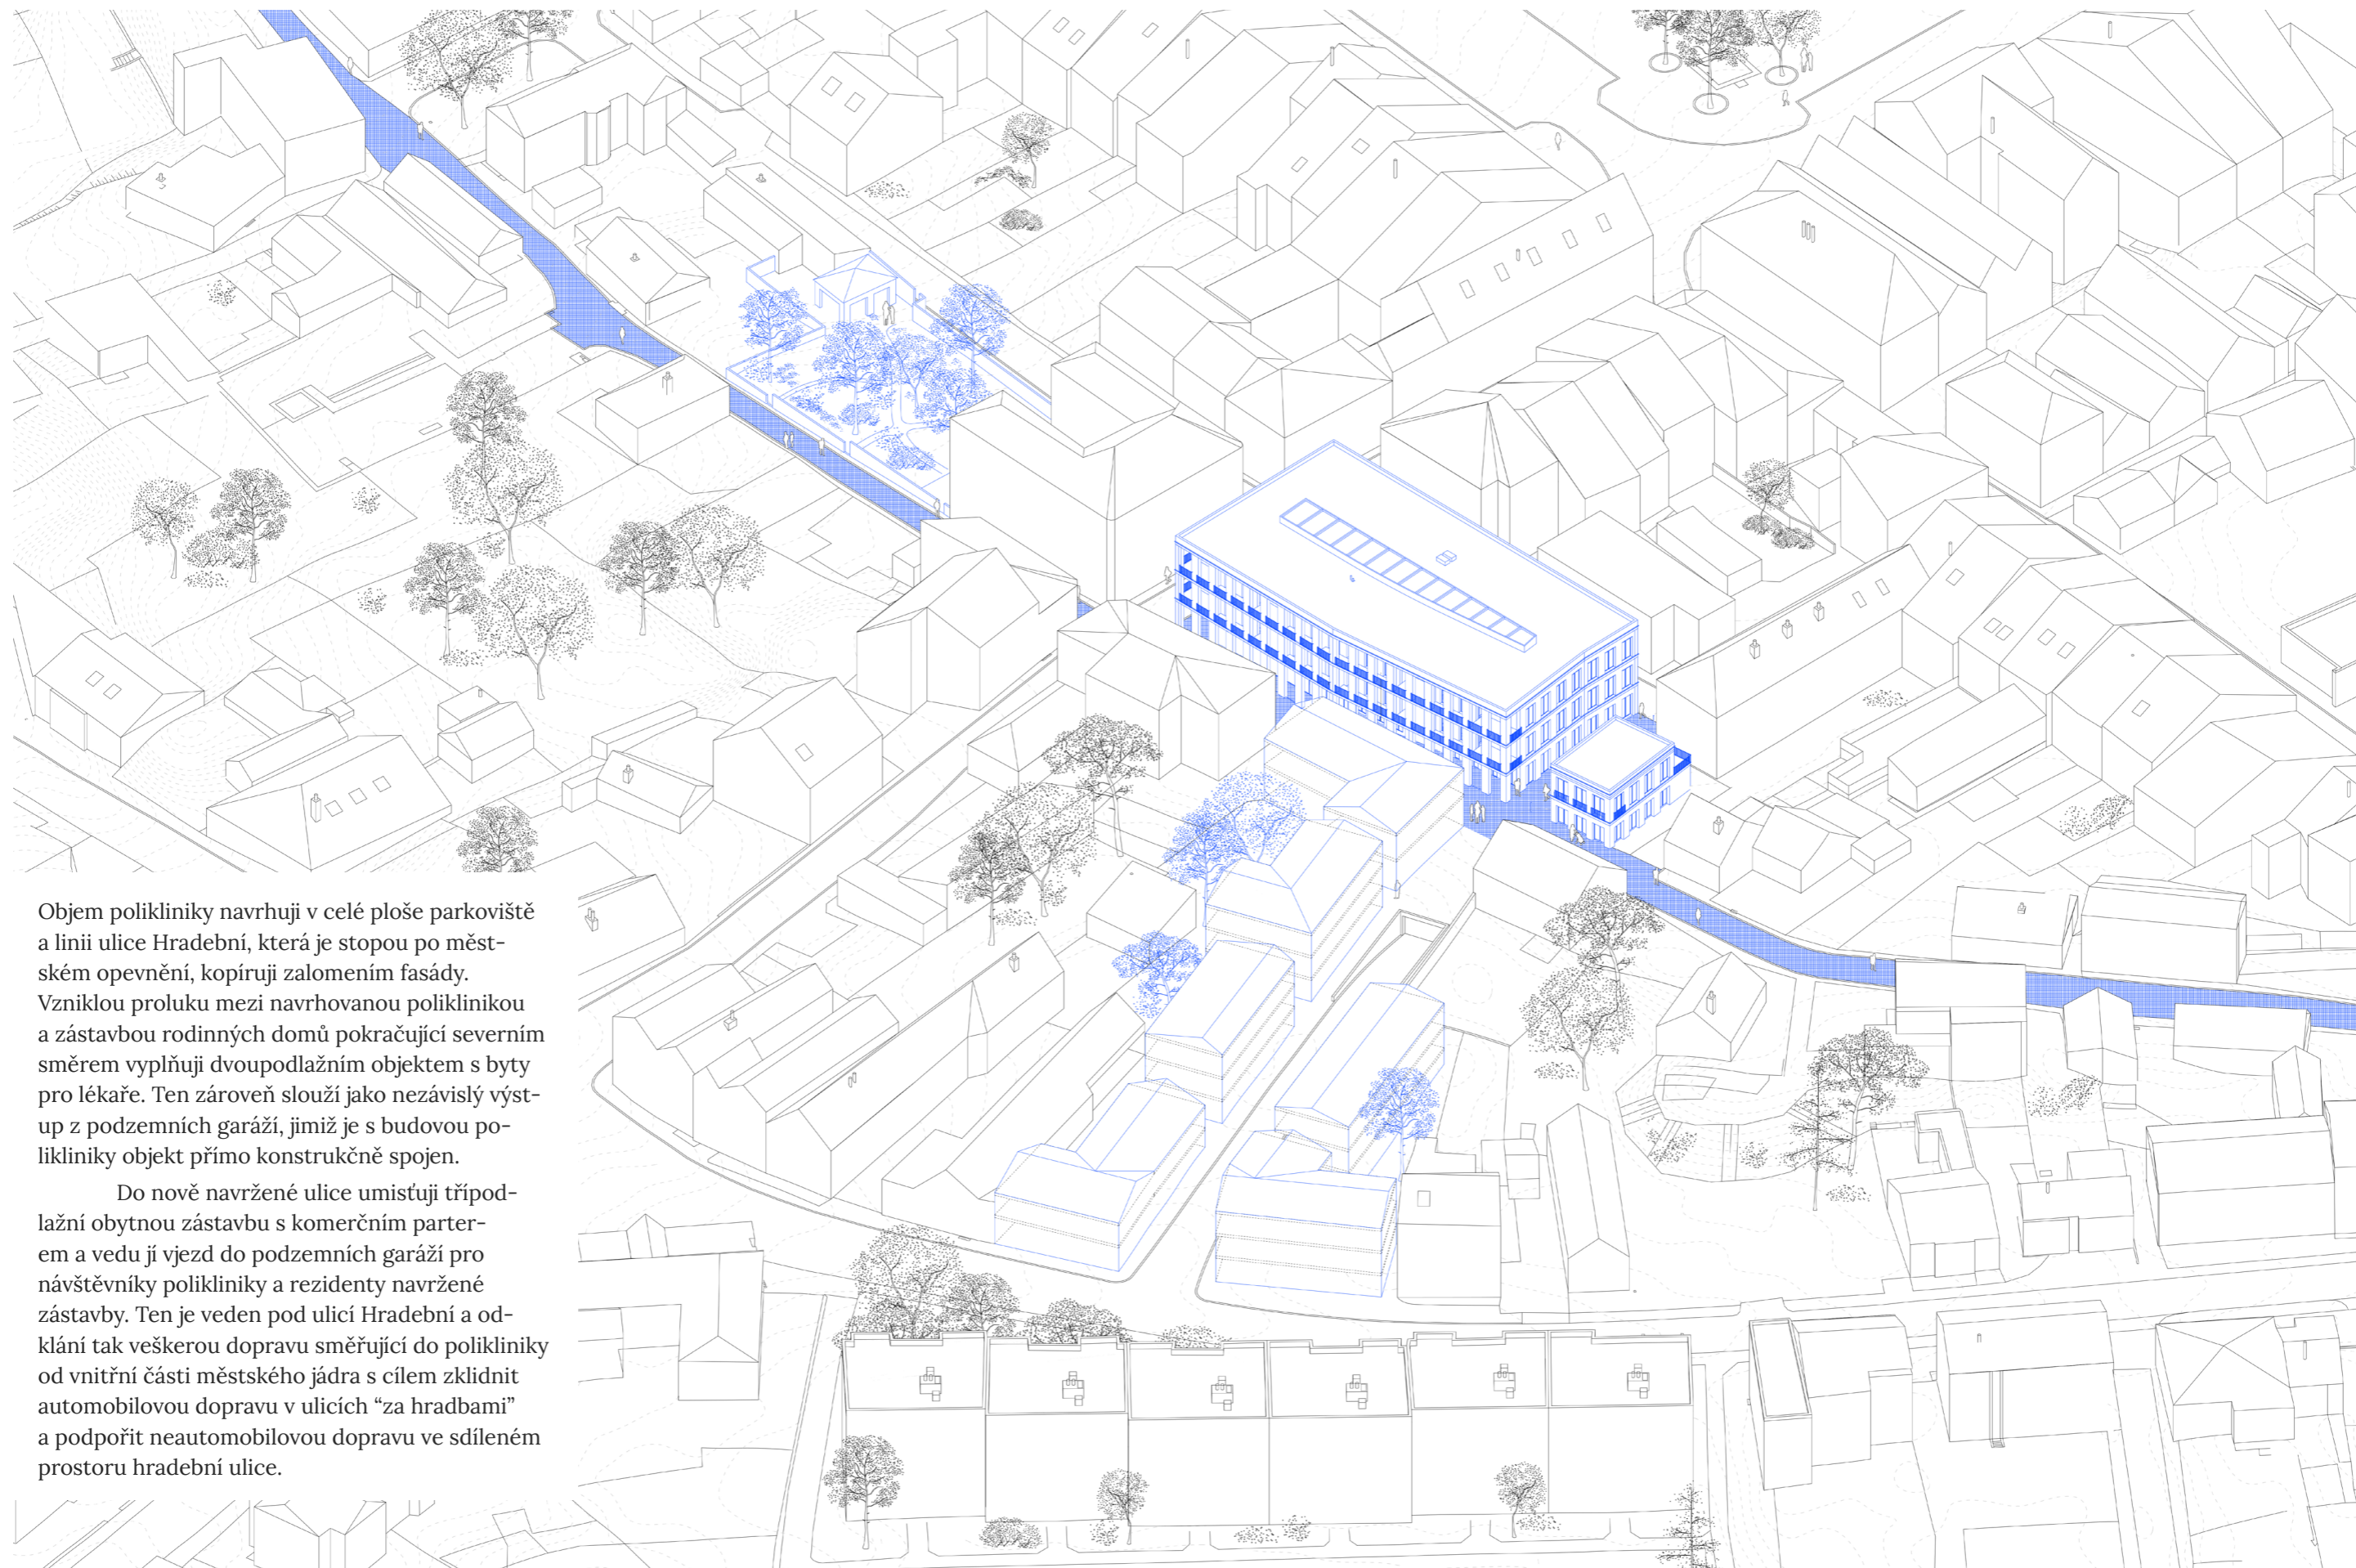 Objem polikliniky navrhuji v celé ploše parkoviště
a linii ulice Hradební, která je stopou po měst-
ském opevnění, kopíruji zalomením fasády.
Vzniklou proluku mezi navrhovanou poliklinikou
a zástavbou rodinných domů pokračující severním
směrem vyplňuji dvoupodlažním objektem s byty
pro lékaře. Ten zároveň slouží jako nezávislý výst-
up z podzemních garáží, jimiž je s budovou po-
likliniky objekt přímo konstrukčně spojen.
Do nově navržené ulice umisťuji třípod-
lažní obytnou zástavbu s komerčním parter-
em a vedu jí vjezd do podzemních garáží pro
návštěvníky polikliniky a rezidenty navržené
zástavby. Ten je veden pod ulicí Hradební a od-
klání tak veškerou dopravu směřující do polikliniky
od vnitřní části městského jádra s cílem zklidnit
automobilovou dopravu v ulicích “za hradbami”
a podpořit neautomobilovou dopravu ve sdíleném
prostoru hradební ulice.